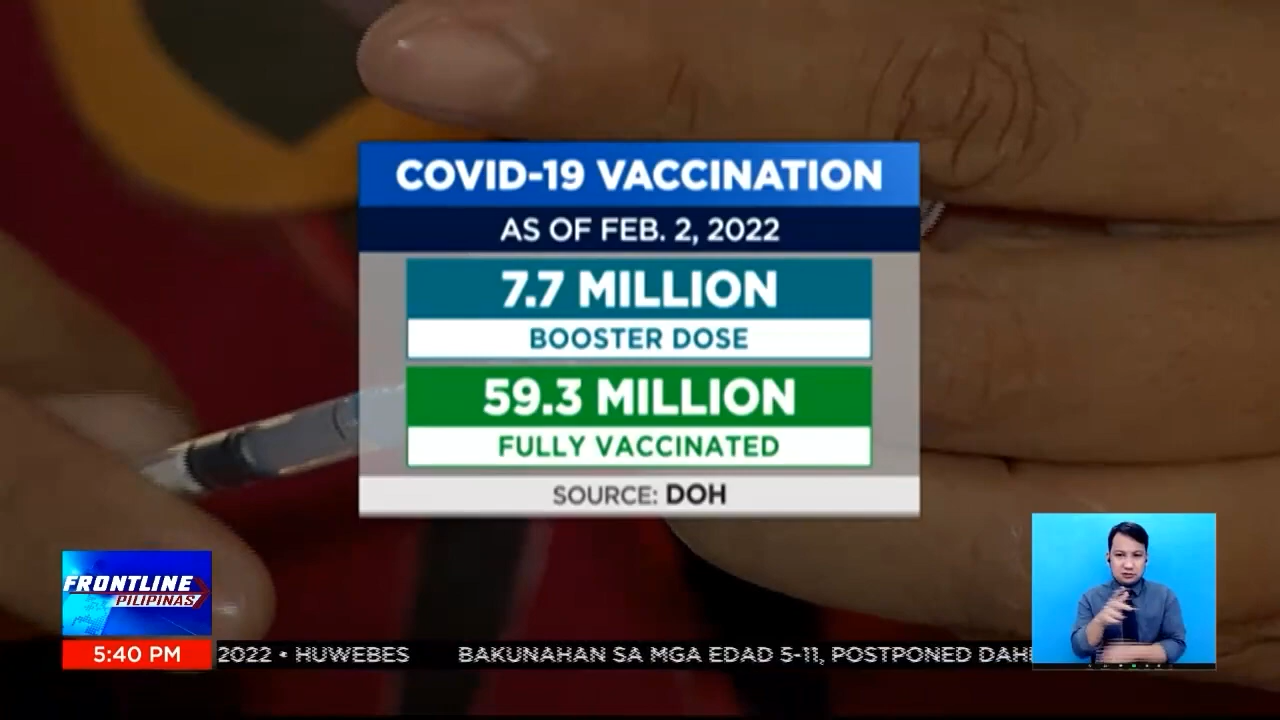 COVID-19 VACCINATION
AS OF FEB. 2, 2022
7.7 MILLION
BOOSTER DOSE
59.3 MILLION
FULLY VACCINATED
SOURCE: DOH
FRONTLINE
PILIPINAS
5:40 PM
2022 • HUWEBES BAKUNAHAN SA MGA EDAD 5-11, POSTPONED